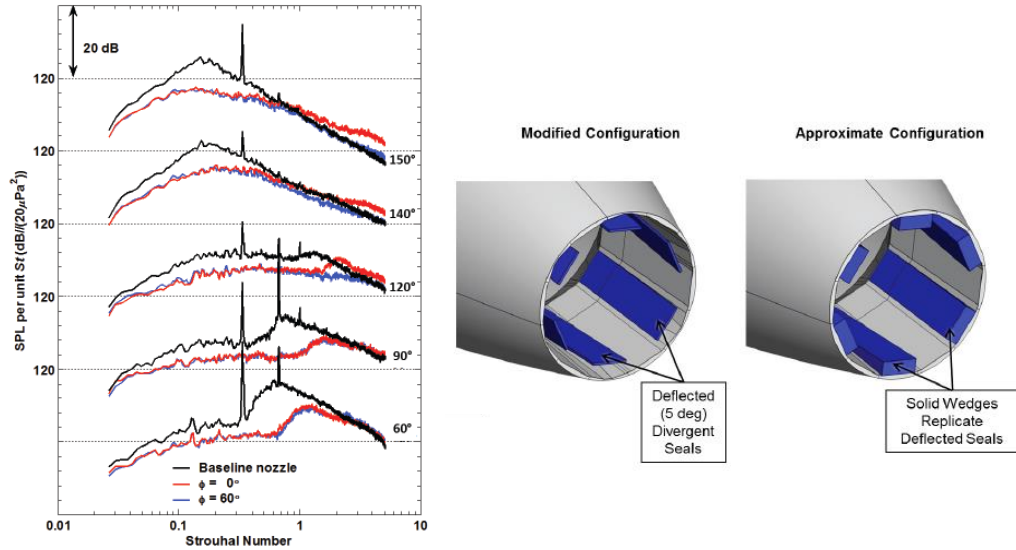 20 dB
120
120
120
120
120
150°
140°
120°
90°
60°
SPL per unit St (dB/(20μPa²))
Baseline nozzle
ϕ = 0°
ϕ = 60°
0.01
0.1
1
10
Strouhal Number
Modified Configuration
Approximate Configuration
Deflected
(5 deg)
Divergent
Seals
Solid Wedges
Replicate
Deflected Seals